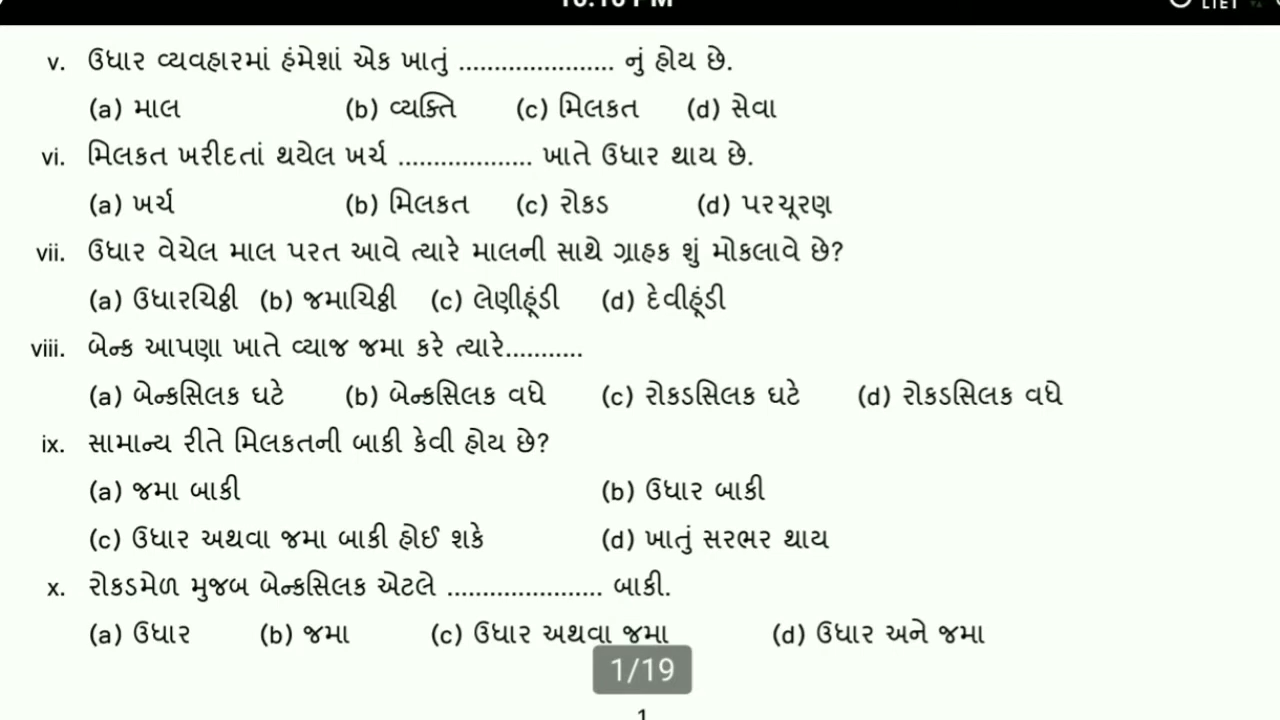 LTE1
v. ઉધાર વ્યવહારમાં હંમેશાં એક ખાતું ...................... નું હોય છે.
(a) માલ (b) વ્યક્તિ (c) મિલકત (d) સેવા
vi. મિલકત ખરીદતાં થયેલ ખર્ચ ................... ખાતે ઉધાર થાય છે.
(a) ખર્ચ (b) મિલકત (c) રોકડ (d) પરચૂરણ
vii. ઉધાર વેચેલ માલ પરત આવે ત્યારે માલની સાથે ગ્રાહક શું મોકલાવે છે?
(a) ઉધારચિઠ્ઠી (b) જમાચિઠ્ઠી (c) લેણીહૂંડી (d) દેવીહૂંડી
viii. બેન્ક આપણા ખાતે વ્યાજ જમા કરે ત્યારે...........
(a) બેન્કસિલક ઘટે (b) બેન્કસિલક વધે (c) રોકડસિલક ઘટે (d) રોકડસિલક વધે
ix. સામાન્ય રીતે મિલકતની બાકી કેવી હોય છે?
(a) જમા બાકી (b) ઉધાર બાકી
(c) ઉધાર અથવા જમા બાકી હોઈ શકે (d) ખાતું સરભર થાય
x. રોકડમેળ મુજબ બેન્કસિલક એટલે ...................... બાકી.
(a) ઉધાર (b) જમા (c) ઉધાર અથવા જમા (d) ઉધાર અને જમા
1/19
1